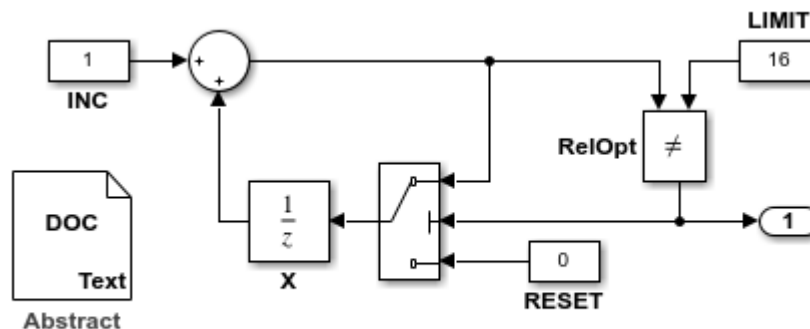 LIMIT
1
+
+
16
INC
RelOpt
≠
DOC
Text
1
z
X
1
0
RESET
Abstract